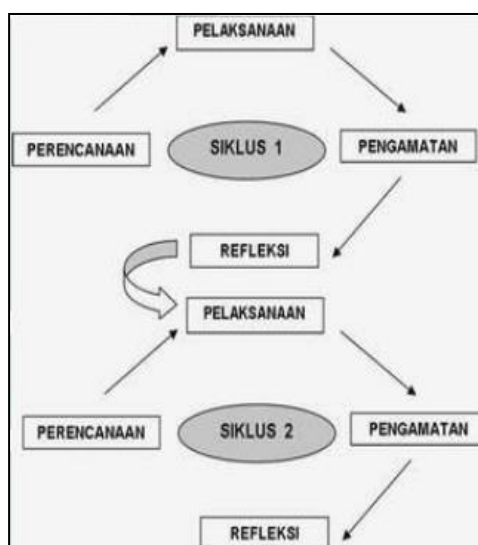 PELAKSANAAN
PERENCANAAN
SIKLUS 1
PENGAMATAN
REFLEKSI
PELAKSANAAN
PERENCANAAN
SIKLUS 2
PENGAMATAN
REFLEKSI